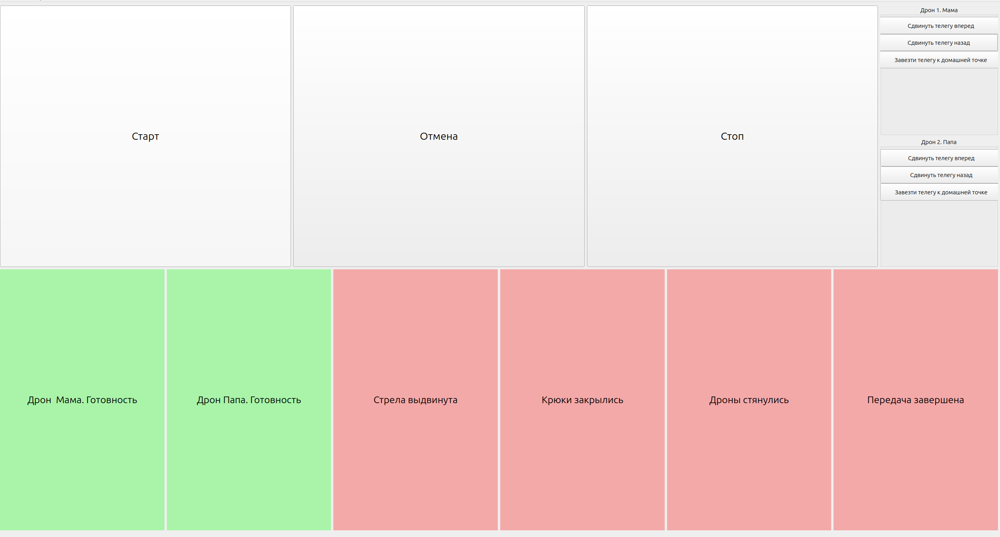 Старт
Отмена
Стоп
Дрон 1. Мама
Сдвинуть телегу вперед
Сдвинуть телегу назад
Завезти телегу к домашней точке
Дрон 2. Папа
Сдвинуть телегу вперед
Сдвинуть телегу назад
Завезти телегу к домашней точке
Дрон  Мама. Готовность
Дрон Папа. Готовность
Стрела выдвинута
Крюки закрылись
Дроны стянулись
Передача завершена